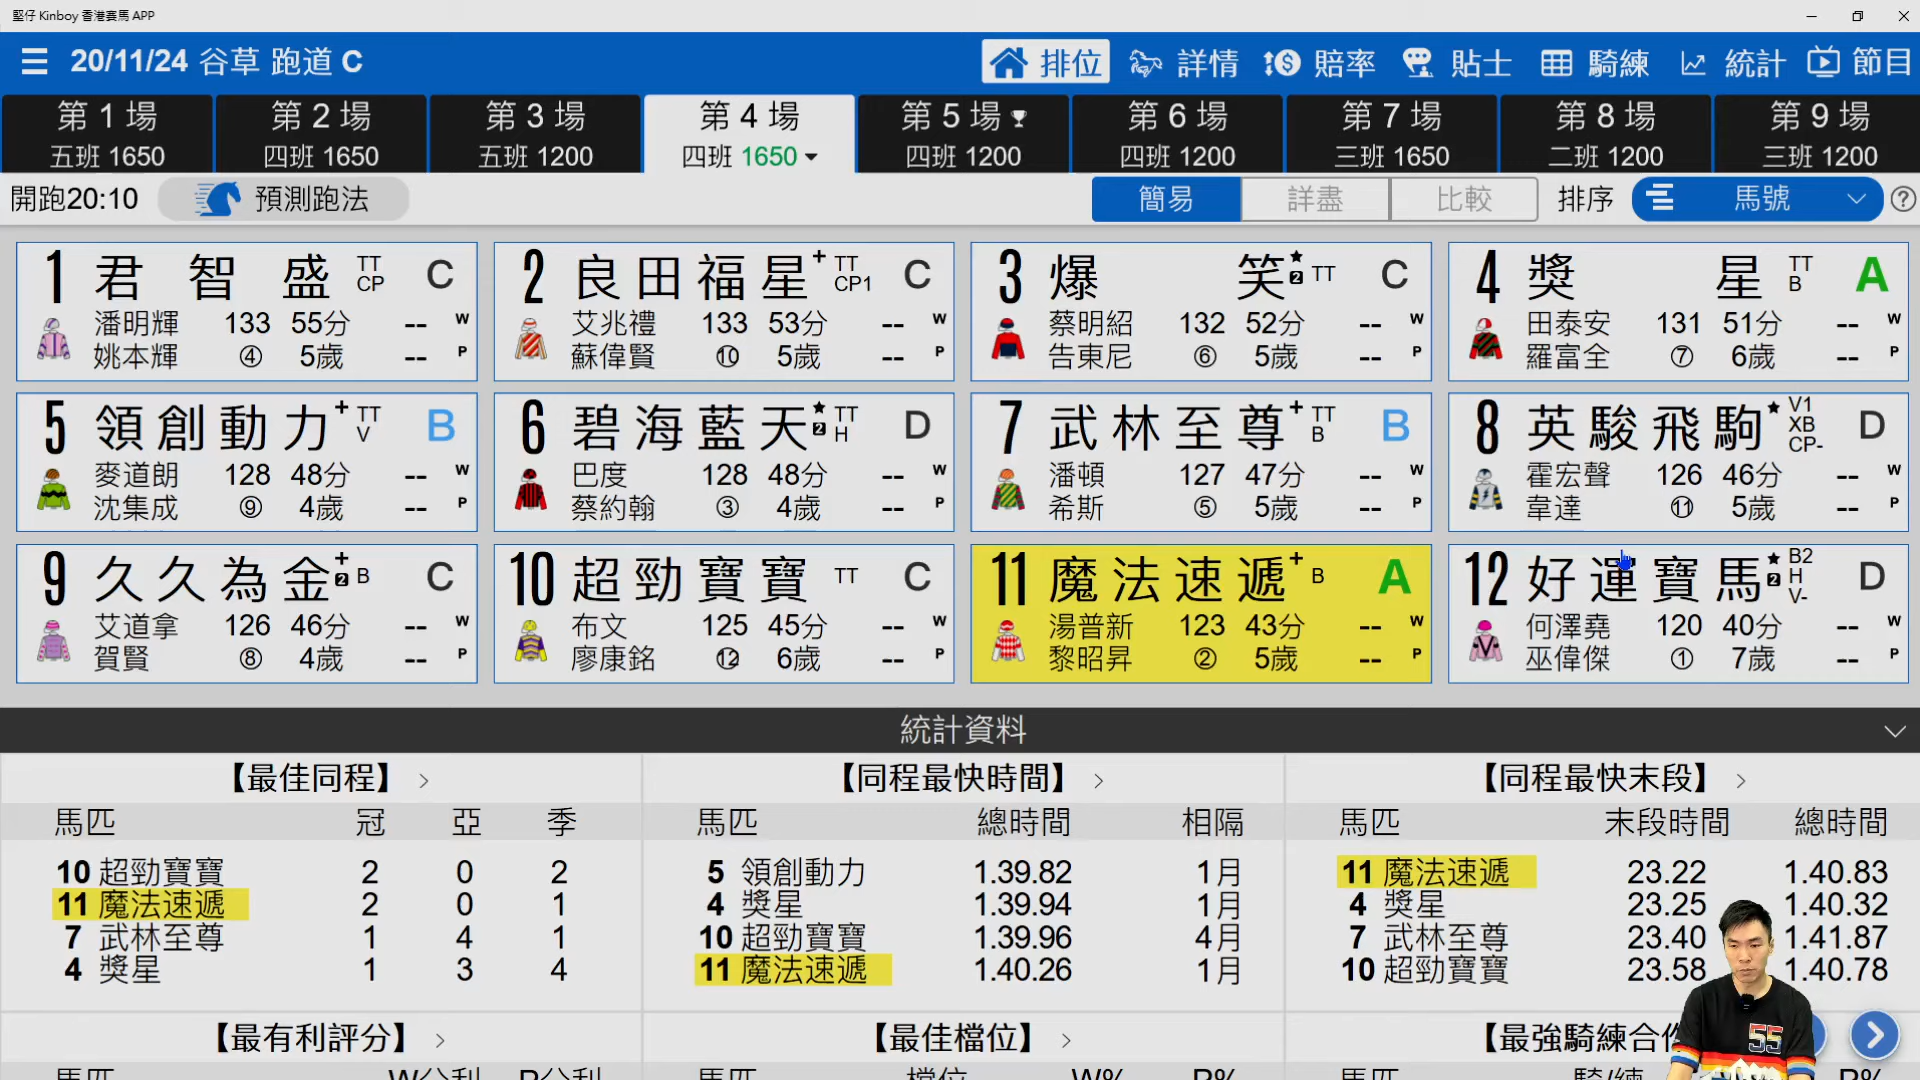 堅仔 Kinboy 香港賽馬 APP
20/11/24 谷草 跑道 C
排位 詳情 賠率 貼士 騎練 統計 節目
第 1 場 第 2 場 第 3 場 第 4 場 第 5 場 第 6 場 第 7 場 第 8 場 第 9 場
五班 1650 四班 1650 五班 1200 四班 1650 四班 1200 四班 1200 三班 1650 二班 1200 三班 1200
開跑20:10 預測跑法 簡易 詳盡 比較 排序 馬號
1 君智盛 TT CP C
潘明輝 133 55分 -- W
姚本輝 ④ 5歲 -- P
2 良田福星+ TT CP1 C
艾兆禮 133 53分 -- W
蘇偉賢 ⑩ 5歲 -- P
3 爆笑★2 TT C
蔡明紹 132 52分 -- W
告東尼 ⑥ 5歲 -- P
4 獎星 TT B A
田泰安 131 51分 -- W
羅富全 ⑦ 6歲 -- P
5 領創動力+ TT V B
麥道朗 128 48分 -- W
沈集成 ⑨ 4歲 -- P
6 碧海藍天★2 TT H D
巴度 128 48分 -- W
蔡約翰 ③ 4歲 -- P
7 武林至尊+ TT B B
潘頓 127 47分 -- W
希斯 ⑤ 5歲 -- P
8 英駿飛駒★ V1 XB CP- D
霍宏聲 126 46分 -- W
韋達 ⑪ 5歲 -- P
9 久久為金+2 B C
艾道拿 126 46分 -- W
賀賢 ⑧ 4歲 -- P
10 超勁寶寶 TT C
布文 125 45分 -- W
廖康銘 ⑫ 6歲 -- P
11 魔法速遞+ B A
湯普新 123 43分 -- W
黎昭昇 ② 5歲 -- P
12 好運寶馬★2 B2 H V- D
何澤堯 120 40分 -- W
巫偉傑 ① 7歲 -- P
統計資料
【最佳同程】 >
馬匹 冠 亞 季
10 超勁寶寶 2 0 2
11 魔法速遞 2 0 1
7 武林至尊 1 4 1
4 獎星 1 3 4
【同程最快時間】 >
馬匹 總時間 相隔
5 領創動力 1.39.82 1月
4 獎星 1.39.94 1月
10 超勁寶寶 1.39.96 4月
11 魔法速遞 1.40.26 1月
【同程最快末段】 >
馬匹 末段時間 總時間
11 魔法速遞 23.22 1.40.83
4 獎星 23.25 1.40.32
7 武林至尊 23.40 1.41.87
10 超勁寶寶 23.58 1.40.78
【最有利評分】 >
馬匹 W分利 P分利
【最佳檔位】 >
馬匹 檔位 W% P%
【最強騎練合作
馬匹 騎/練 P%
55